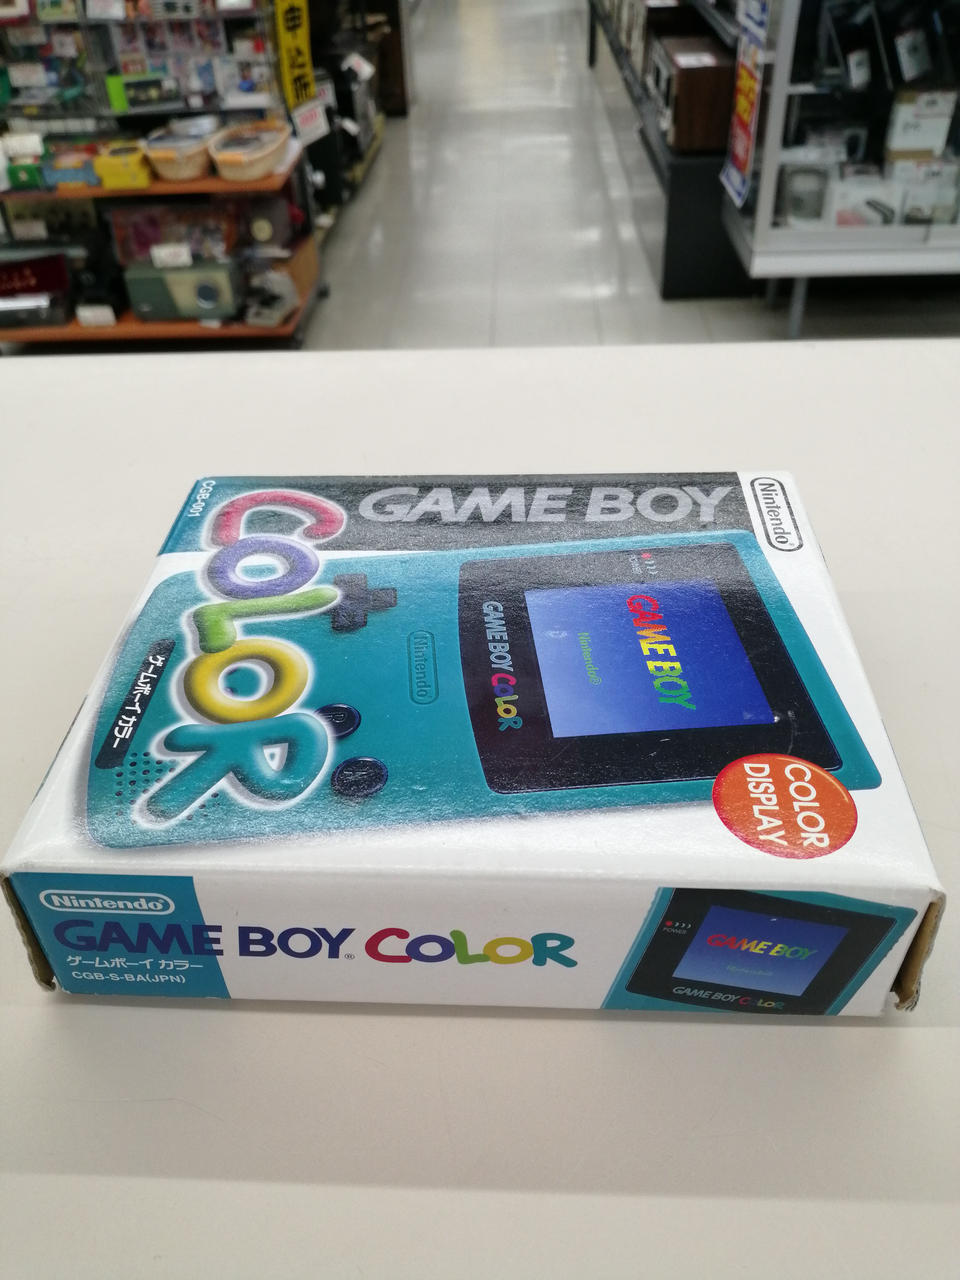 CGB-001
GAME BOY
Nintendo®
COLOR
ゲームボーイ カラー
Nintendo®
B
A
GAME BOY COLOR
POWER
GAME BOY
Nintendo®
COLOR
DISPLAY
Nintendo®
GAME BOY® COLOR
ゲームボーイ カラー
CGB-S-BA(JPN)
POWER
GAME BOY
Nintendo®
GAME BOY COLOR